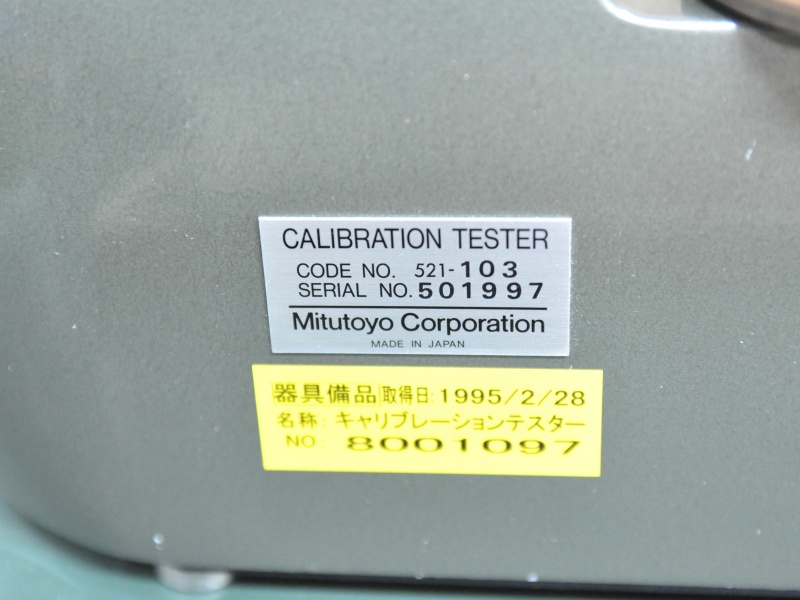 CALIBRATION TESTER
CODE NO. 521-103
SERIAL NO. 501997
Mitutoyo Corporation
MADE IN JAPAN
器具備品 取得日: 1995/2/28
名称: キャリブレーションテスター
NO: 8001097